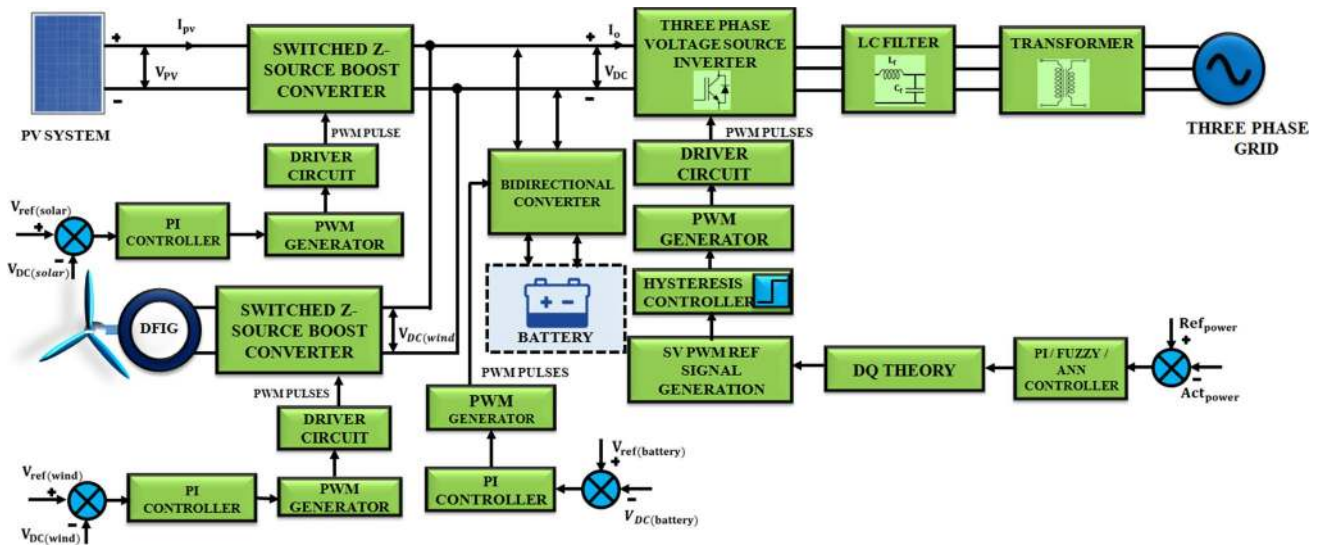 PV SYSTEM
+
-
I_pv
V_PV
SWITCHED Z-
SOURCE BOOST
CONVERTER
+
-
I_o
V_DC
THREE PHASE
VOLTAGE SOURCE
INVERTER
LC FILTER
L_f
C_f
TRANSFORMER
THREE PHASE
GRID
PWM PULSE
DRIVER
CIRCUIT
PWM
GENERATOR
PI
CONTROLLER
V_ref(solar)
+
-
V_DC(solar)
DFIG
SWITCHED Z-
SOURCE BOOST
CONVERTER
V_DC(wind)
PWM PULSES
DRIVER
CIRCUIT
PWM
GENERATOR
PI
CONTROLLER
V_ref(wind)
+
-
V_DC(wind)
BIDIRECTIONAL
CONVERTER
+ -
BATTERY
PWM PULSES
PWM
GENERATOR
PI
CONTROLLER
V_ref(battery)
+
-
V_DC(battery)
PWM PULSES
DRIVER
CIRCUIT
PWM
GENERATOR
HYSTERESIS
CONTROLLER
SV PWM REF
SIGNAL
GENERATION
DQ THEORY
PI / FUZZY /
ANN
CONTROLLER
Ref_power
+
-
Act_power